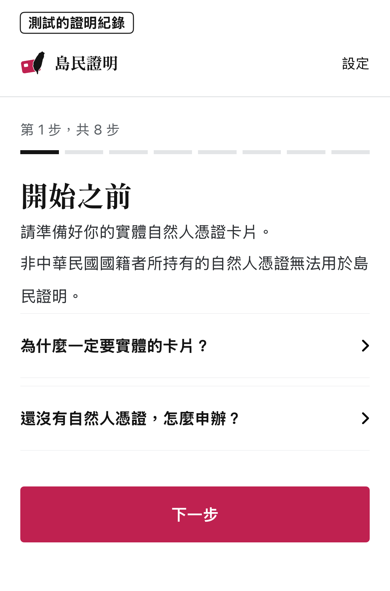 測試的證明紀錄
島民證明
設定
第 1 步，共 8 步
開始之前
請準備好你的實體自然人憑證卡片。
非中華民國國籍者所持有的自然人憑證無法用於島
民證明。
為什麼一定要實體的卡片？
還沒有自然人憑證，怎麼申辦？
下一步